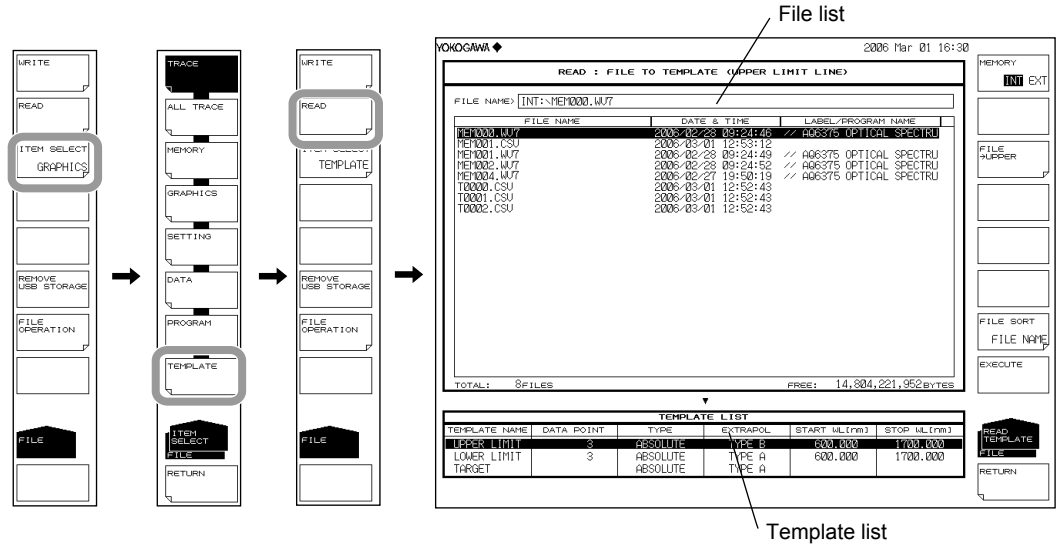 File list
WRITE
READ
ITEM SELECT
GRAPHICS
REMOVE
USB STORAGE
FILE
OPERATION
FILE
TRACE
ALL TRACE
MEMORY
GRAPHICS
SETTING
DATA
PROGRAM
TEMPLATE
ITEM
SELECT
FILE
RETURN
WRITE
READ
ITEM SELECT
TEMPLATE
REMOVE
USB STORAGE
FILE
OPERATION
FILE
YOKOGAWA ◆ 2006 Mar 01 16:30
READ : FILE TO TEMPLATE (UPPER LIMIT LINE)
FILE NAME> INT:\MEM000.WV7
FILE NAME DATE & TIME LABEL/PROGRAM NAME
MEM000.WV7 2006/02/28 09:24:46 // AQ6375 OPTICAL SPECTRU
MEM001.CSV 2006/03/01 12:53:12
MEM001.WV7 2006/02/28 09:24:49 // AQ6375 OPTICAL SPECTRU
MEM002.WV7 2006/02/28 09:24:52 // AQ6375 OPTICAL SPECTRU
MEM004.WV7 2006/02/27 19:50:19 // AQ6375 OPTICAL SPECTRU
T0000.CSV 2006/03/01 12:52:43
T0001.CSV 2006/03/01 12:52:43
T0002.CSV 2006/03/01 12:52:43
TOTAL: 8FILES FREE: 14,804,221,952BYTES
TEMPLATE LIST
TEMPLATE NAME DATA POINT TYPE EXTRAPOL START WL[nm] STOP WL[nm]
UPPER LIMIT 3 ABSOLUTE TYPE B 600.000 1700.000
LOWER LIMIT 3 ABSOLUTE TYPE A 600.000 1700.000
TARGET ABSOLUTE TYPE A
MEMORY
INT EXT
FILE
→UPPER
FILE SORT
FILE NAME
EXECUTE
READ
TEMPLATE
FILE
RETURN
Template list